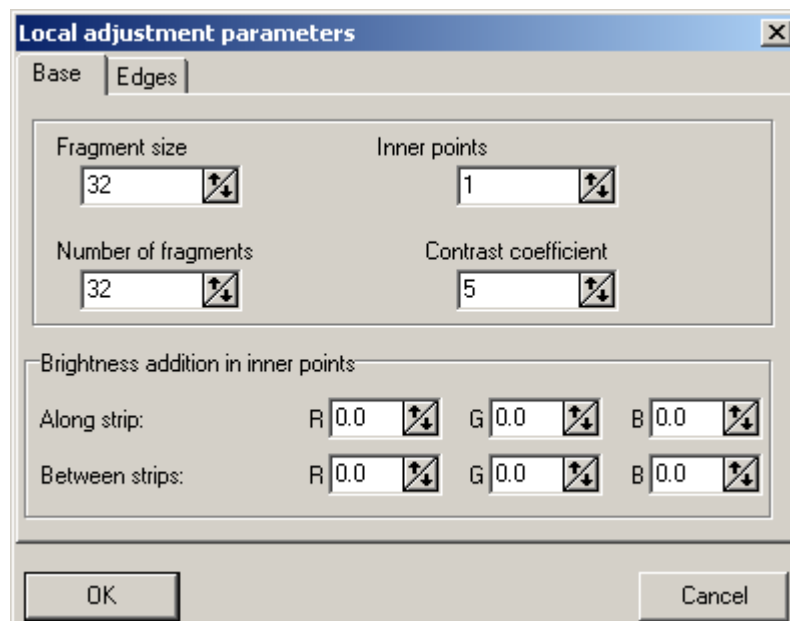 Local adjustment parameters
Base Edges
Fragment size Inner points
32 1
Number of fragments Contrast coefficient
32 5
Brightness addition in inner points
Along strip: R 0.0 G 0.0 B 0.0
Between strips: R 0.0 G 0.0 B 0.0
OK Cancel